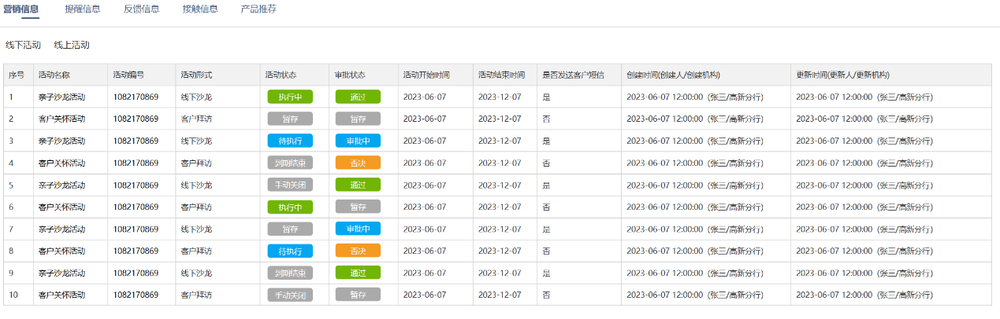 营销信息 提醒信息 反馈信息 接触信息 产品推荐
线下活动 线上活动
序号 活动名称 活动编号 活动形式 活动状态 审批状态 活动开始时间 活动结束时间 是否发送客户短信 创建时间(创建人/创建机构) 更新时间(更新人/更新机构)
1 亲子沙龙活动 1082170869 线下沙龙 执行中 通过 2023-06-07 2023-12-07 是 2023-06-07 12:00:00 (张三/高新分行) 2023-06-07 12:00:00 (张三/高新分行)
2 客户关怀活动 1082170869 客户拜访 暂存 暂存 2023-06-07 2023-12-07 否 2023-06-07 12:00:00 (张三/高新分行) 2023-06-07 12:00:00 (张三/高新分行)
3 亲子沙龙活动 1082170869 线下沙龙 待执行 审批中 2023-06-07 2023-12-07 是 2023-06-07 12:00:00 (张三/高新分行) 2023-06-07 12:00:00 (张三/高新分行)
4 客户关怀活动 1082170869 客户拜访 到期结束 否决 2023-06-07 2023-12-07 否 2023-06-07 12:00:00 (张三/高新分行) 2023-06-07 12:00:00 (张三/高新分行)
5 亲子沙龙活动 1082170869 线下沙龙 手动关闭 通过 2023-06-07 2023-12-07 是 2023-06-07 12:00:00 (张三/高新分行) 2023-06-07 12:00:00 (张三/高新分行)
6 客户关怀活动 1082170869 客户拜访 执行中 暂存 2023-06-07 2023-12-07 否 2023-06-07 12:00:00 (张三/高新分行) 2023-06-07 12:00:00 (张三/高新分行)
7 亲子沙龙活动 1082170869 线下沙龙 暂存 审批中 2023-06-07 2023-12-07 是 2023-06-07 12:00:00 (张三/高新分行) 2023-06-07 12:00:00 (张三/高新分行)
8 客户关怀活动 1082170869 客户拜访 待执行 否决 2023-06-07 2023-12-07 否 2023-06-07 12:00:00 (张三/高新分行) 2023-06-07 12:00:00 (张三/高新分行)
9 亲子沙龙活动 1082170869 线下沙龙 到期结束 通过 2023-06-07 2023-12-07 是 2023-06-07 12:00:00 (张三/高新分行) 2023-06-07 12:00:00 (张三/高新分行)
10 客户关怀活动 1082170869 客户拜访 手动关闭 暂存 2023-06-07 2023-12-07 否 2023-06-07 12:00:00 (张三/高新分行) 2023-06-07 12:00:00 (张三/高新分行)